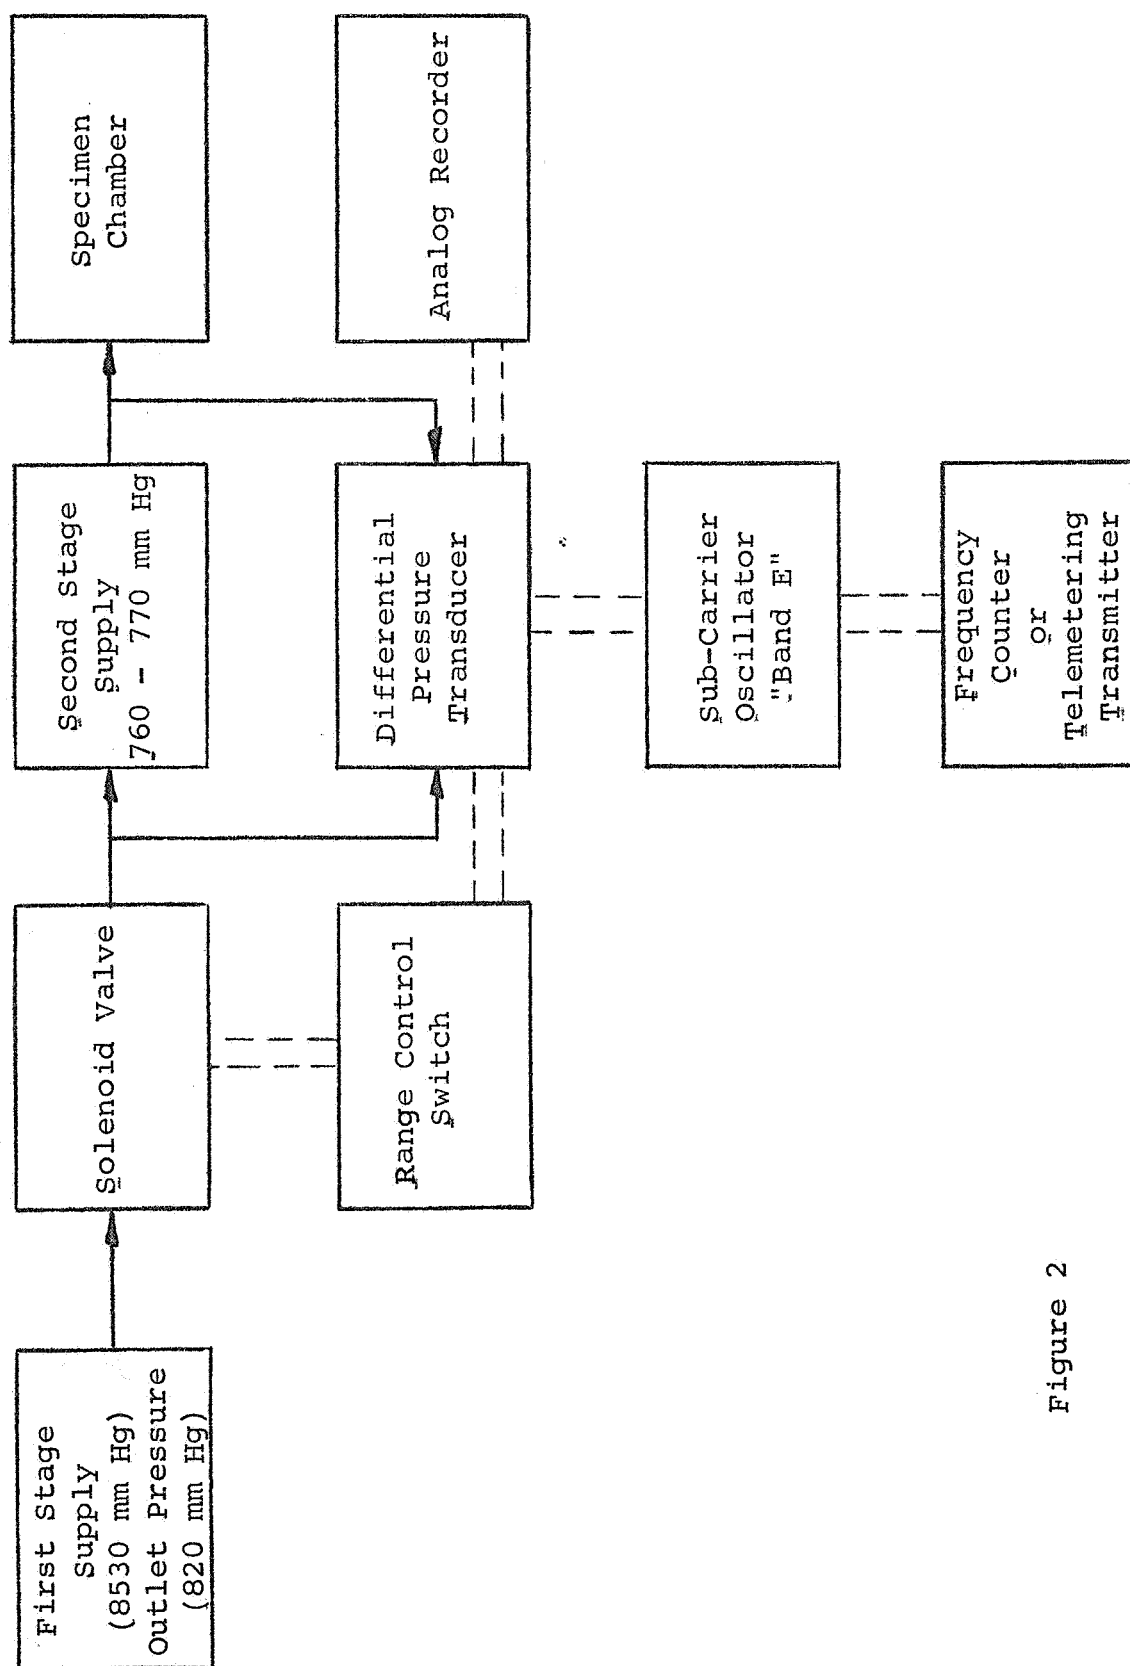 First Stage
Supply
(8530 mm Hg)
Outlet Pressure
(820 mm Hg)
Solenoid Valve
Second Stage
Supply
760 - 770 mm Hg
Specimen
Chamber
Range Control
Switch
Differential
Pressure
Transducer
Analog Recorder
Sub-Carrier
Oscillator
"Band E"
Frequency
Counter
or
Telemetering
Transmitter
Figure 2